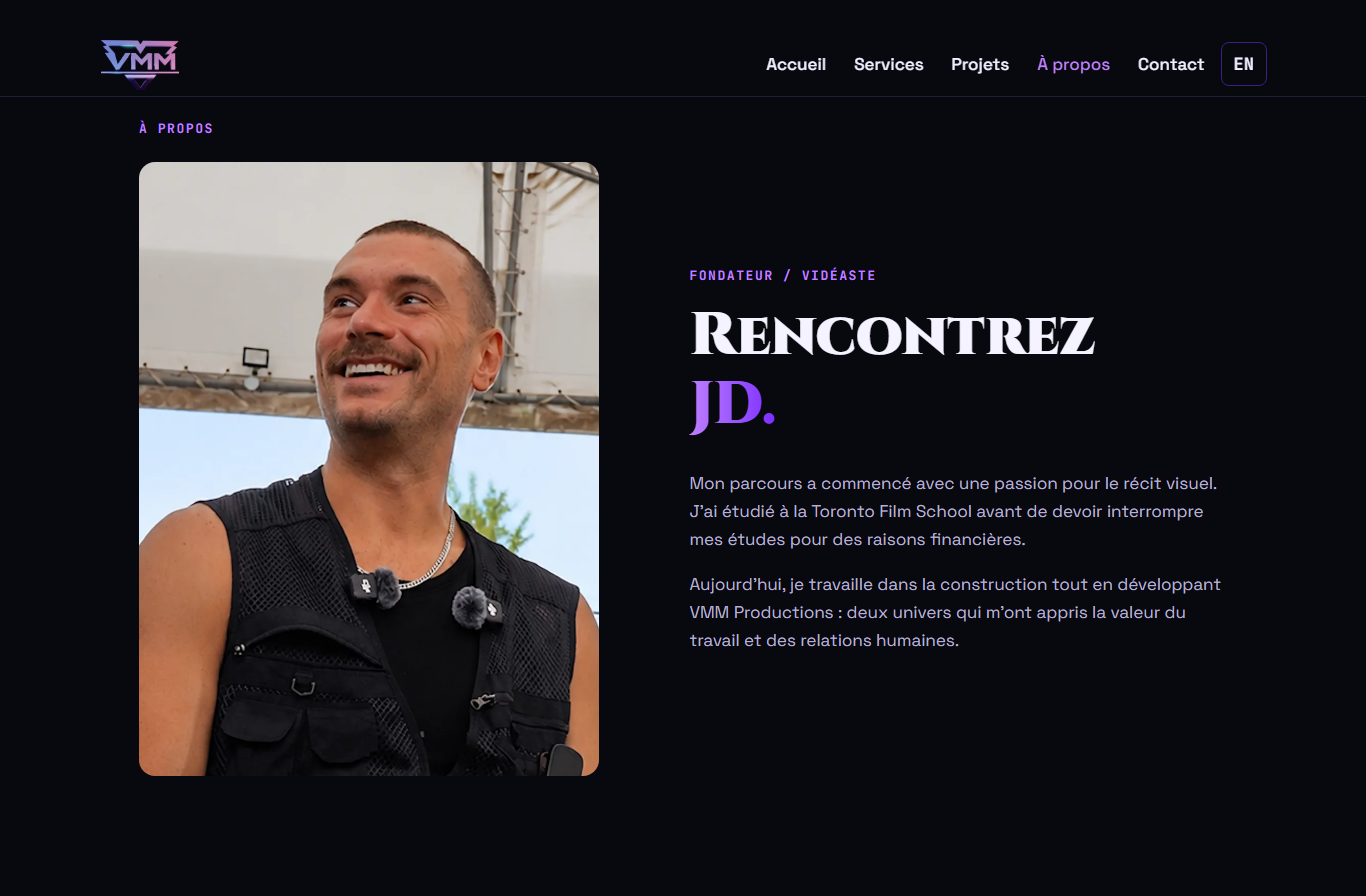 VMM
Accueil Services Projets À propos Contact EN
À PROPOS
FONDATEUR / VIDÉASTE
RENCONTREZ
JD.
Mon parcours a commencé avec une passion pour le récit visuel.
J'ai étudié à la Toronto Film School avant de devoir interrompre
mes études pour des raisons financières.
Aujourd'hui, je travaille dans la construction tout en développant
VMM Productions : deux univers qui m'ont appris la valeur du
travail et des relations humaines.